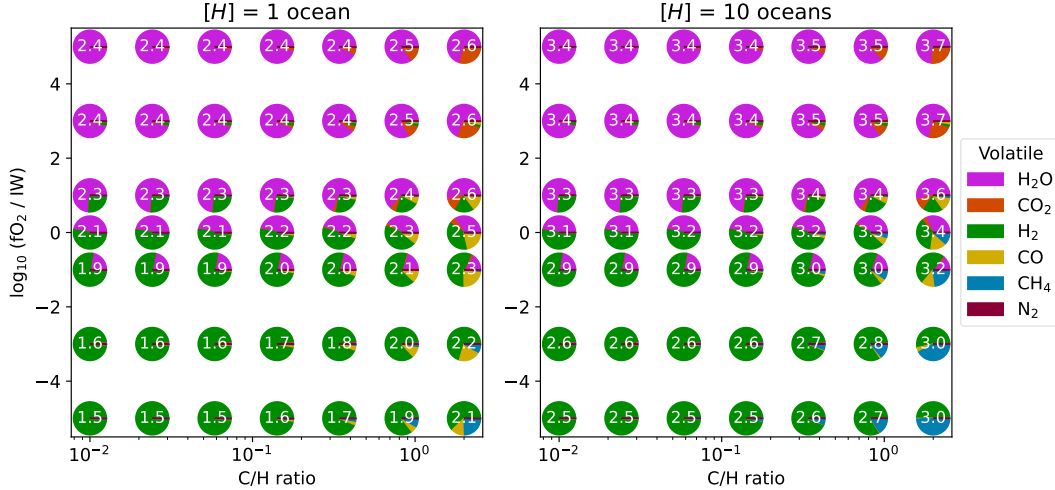 [H] = 1 ocean
[H] = 10 oceans
log₁₀ (fO₂ / IW)
4
2
0
−2
−4
2.4 2.4 2.4 2.4 2.4 2.5 2.6
2.4 2.4 2.4 2.4 2.4 2.5 2.6
2.3 2.3 2.3 2.3 2.3 2.4 2.6
2.1 2.1 2.1 2.2 2.2 2.3 2.5
1.9 1.9 1.9 2.0 2.0 2.1 2.3
1.6 1.6 1.6 1.7 1.8 2.0 2.2
1.5 1.5 1.5 1.6 1.7 1.9 2.1
10⁻² 10⁻¹ 10⁰
C/H ratio
4
2
0
−2
−4
3.4 3.4 3.4 3.4 3.5 3.5 3.7
3.4 3.4 3.4 3.4 3.5 3.5 3.7
3.3 3.3 3.3 3.3 3.4 3.4 3.6
3.1 3.1 3.2 3.2 3.2 3.3 3.4
2.9 2.9 2.9 2.9 3.0 3.0 3.2
2.6 2.6 2.6 2.6 2.7 2.8 3.0
2.5 2.5 2.5 2.5 2.6 2.7 3.0
10⁻² 10⁻¹ 10⁰
C/H ratio
Volatile
H₂O
CO₂
H₂
CO
CH₄
N₂